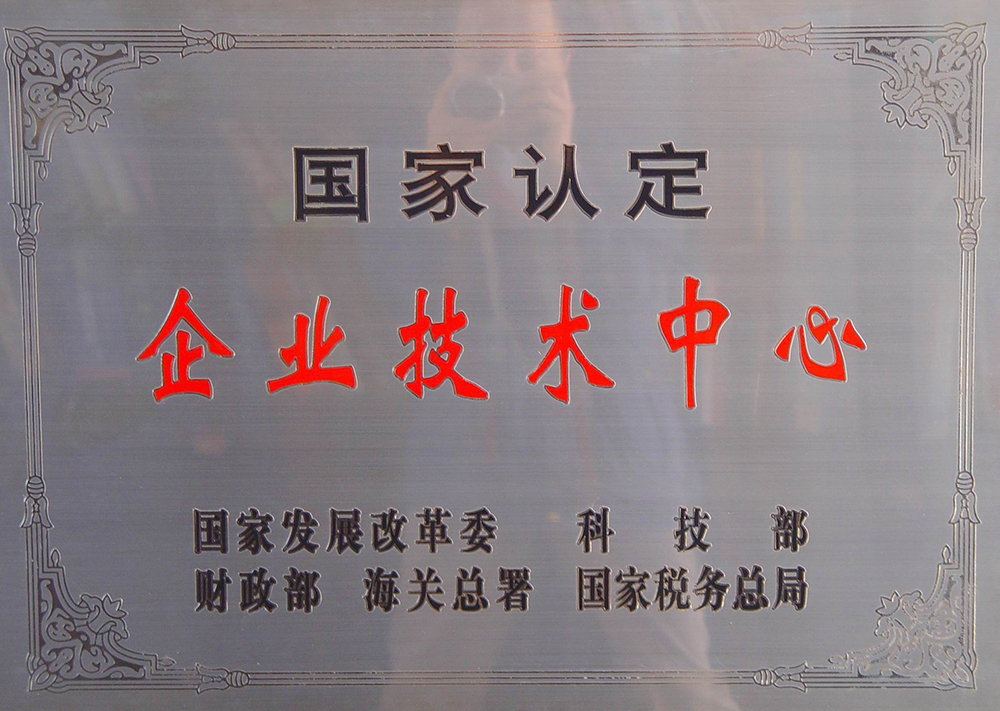 国家认定
企业技术中心
国家发展改革委 科技部
财政部 海关总署 国家税务总局